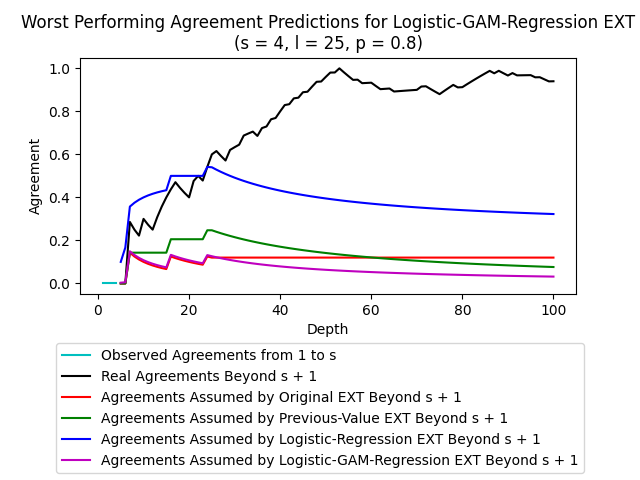 Worst Performing Agreement Predictions for Logistic-GAM-Regression EXT
(s = 4, l = 25, p = 0.8)
1.0
0.8
0.6
0.4
0.2
0.0
Agreement
0
20
40
60
80
100
Depth
Observed Agreements from 1 to s
Real Agreements Beyond s + 1
Agreements Assumed by Original EXT Beyond s + 1
Agreements Assumed by Previous-Value EXT Beyond s + 1
Agreements Assumed by Logistic-Regression EXT Beyond s + 1
Agreements Assumed by Logistic-GAM-Regression EXT Beyond s + 1